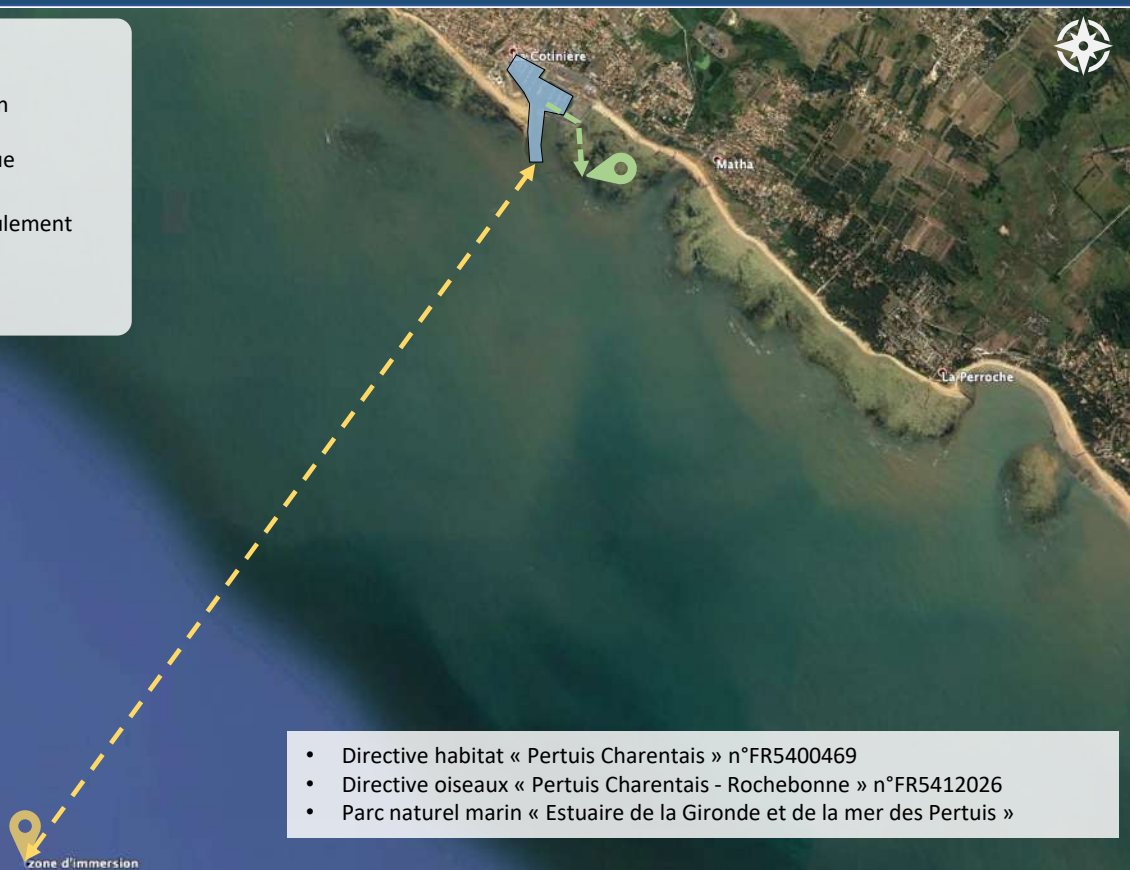 ulement
La Cotinière
Matha
La Perroche
• Directive habitat « Pertuis Charentais » n°FR5400469
• Directive oiseaux « Pertuis Charentais - Rochebonne » n°FR5412026
• Parc naturel marin « Estuaire de la Gironde et de la mer des Pertuis »
zone d'immersion